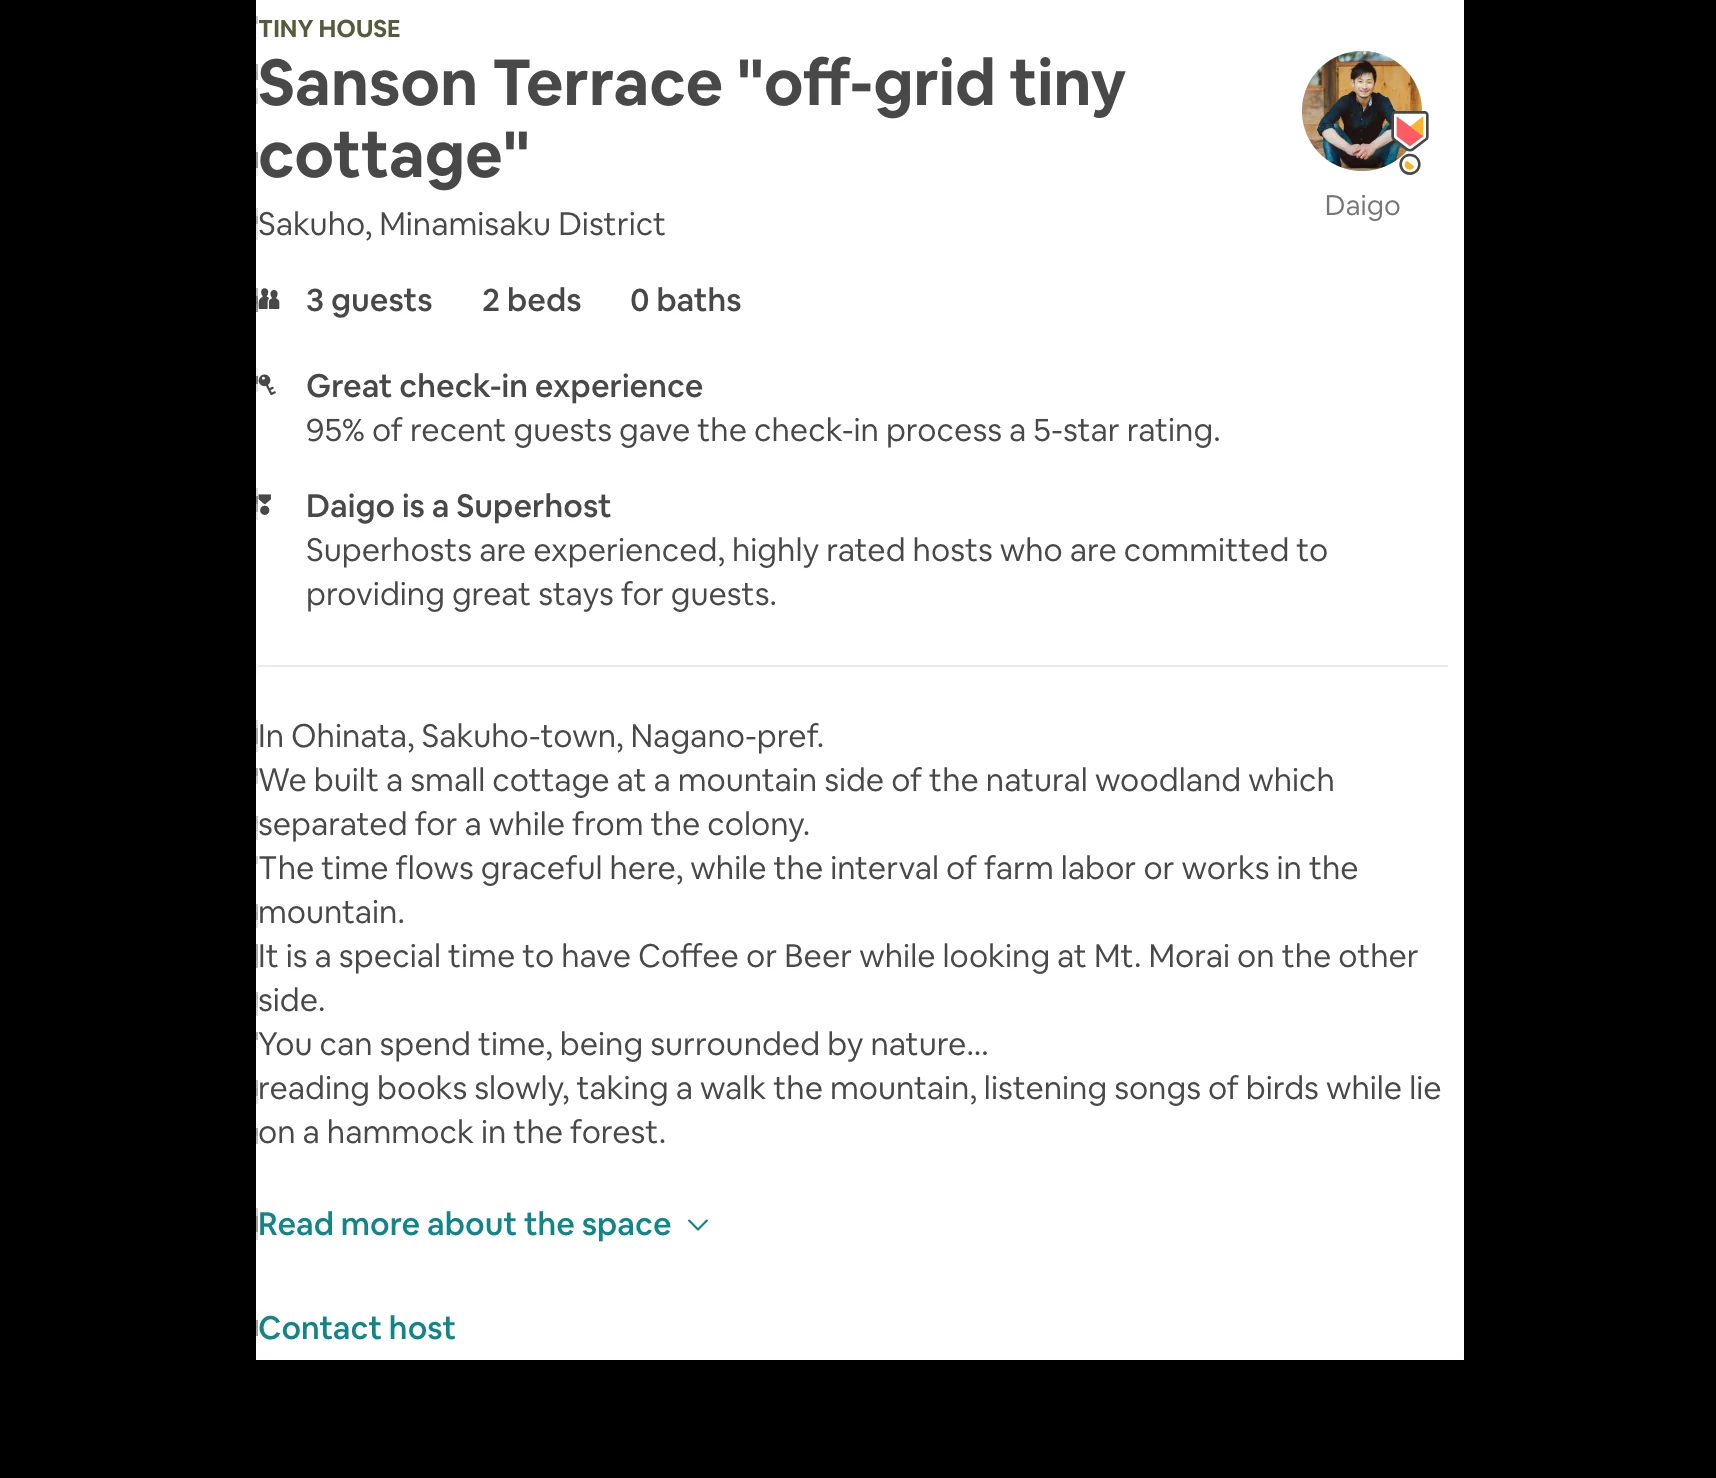 TINY HOUSE
Sanson Terrace "off-grid tiny
cottage"
Daigo
Sakuho, Minamisaku District
3 guests 2 beds 0 baths
Great check-in experience
95% of recent guests gave the check-in process a 5-star rating.
Daigo is a Superhost
Superhosts are experienced, highly rated hosts who are committed to
providing great stays for guests.
In Ohinata, Sakuho-town, Nagano-pref.
We built a small cottage at a mountain side of the natural woodland which
separated for a while from the colony.
The time flows graceful here, while the interval of farm labor or works in the
mountain.
It is a special time to have Coffee or Beer while looking at Mt. Morai on the other
side.
You can spend time, being surrounded by nature...
reading books slowly, taking a walk the mountain, listening songs of birds while lie
on a hammock in the forest.
Read more about the space
Contact host